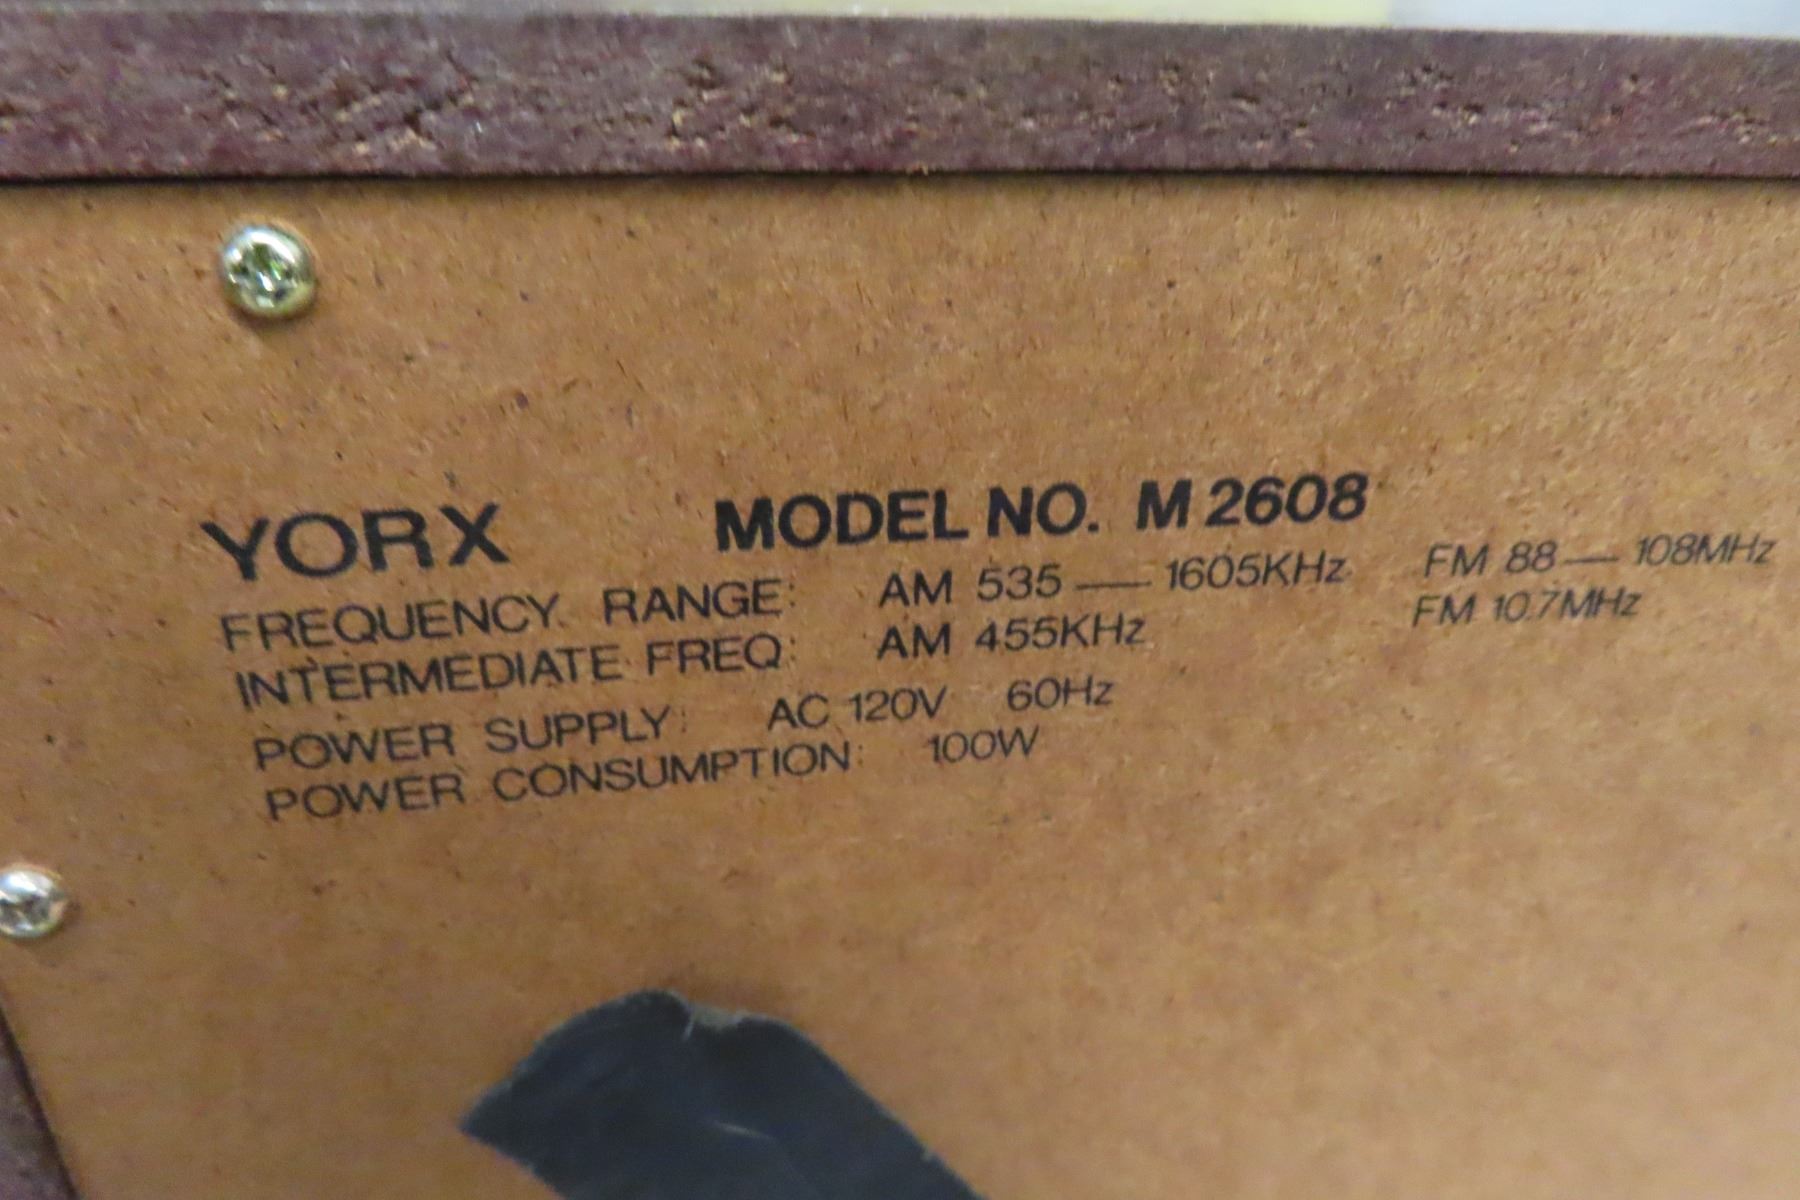 YORX MODEL NO. M 2608
FREQUENCY RANGE: AM 535 — 1605KHz FM 88 — 108MHz
INTERMEDIATE FREQ: AM 455KHz FM 10.7MHz
POWER SUPPLY: AC 120V 60Hz
POWER CONSUMPTION: 100W